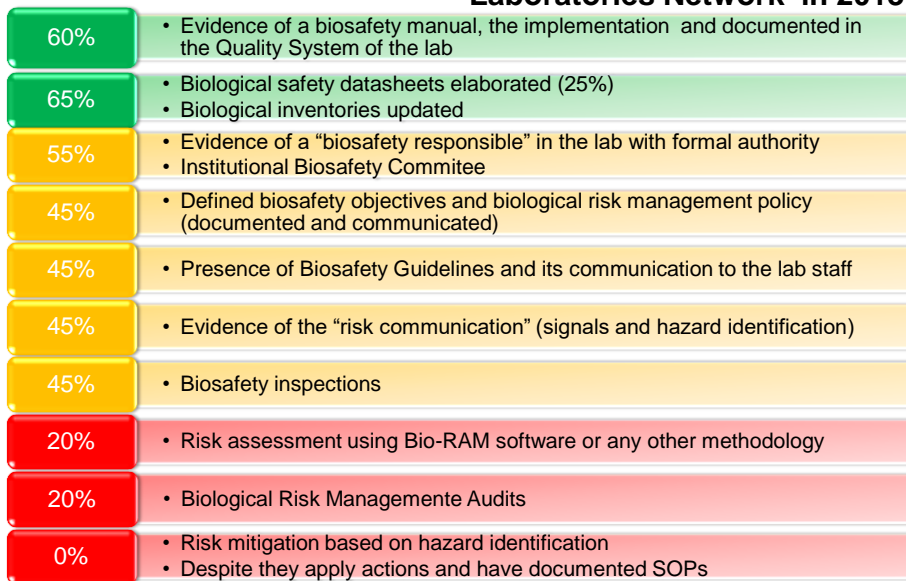 Laboratories Network in 2015
60%
• Evidence of a biosafety manual, the implementation and documented in
the Quality System of the lab
65%
• Biological safety datasheets elaborated (25%)
• Biological inventories updated
55%
• Evidence of a “biosafety responsible” in the lab with formal authority
• Institutional Biosafety Commitee
45%
• Defined biosafety objectives and biological risk management policy
(documented and communicated)
45%
• Presence of Biosafety Guidelines and its communication to the lab staff
45%
• Evidence of the “risk communication” (signals and hazard identification)
45%
• Biosafety inspections
20%
• Risk assessment using Bio-RAM software or any other methodology
20%
• Biological Risk Managemente Audits
0%
• Risk mitigation based on hazard identification
• Despite they apply actions and have documented SOPs